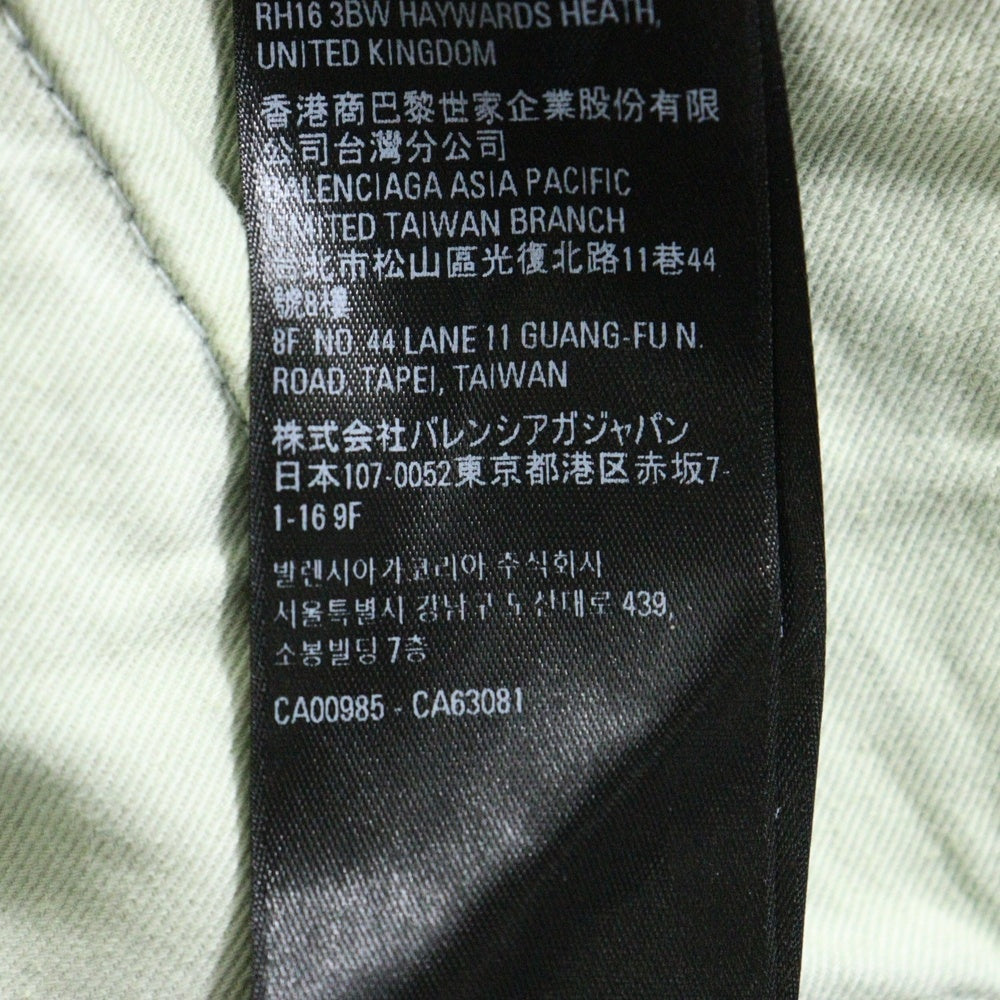 RH16 3BW HAYWARDS HEATH,
UNITED KINGDOM
香港商巴黎世家企業股份有限
公司台灣分公司
BALENCIAGA ASIA PACIFIC
LIMITED TAIWAN BRANCH
台北市松山區光復北路11巷44
號8樓
8F NO. 44 LANE 11 GUANG-FU N.
ROAD, TAPEI, TAIWAN
株式会社バレンシアガジャパン
日本107-0052東京都港区赤坂7-
1-16 9F
발렌시아가코리아 주식회사
서울특별시 강남구 도산대로 439,
소봉빌딩 7층
CA00985 - CA63081